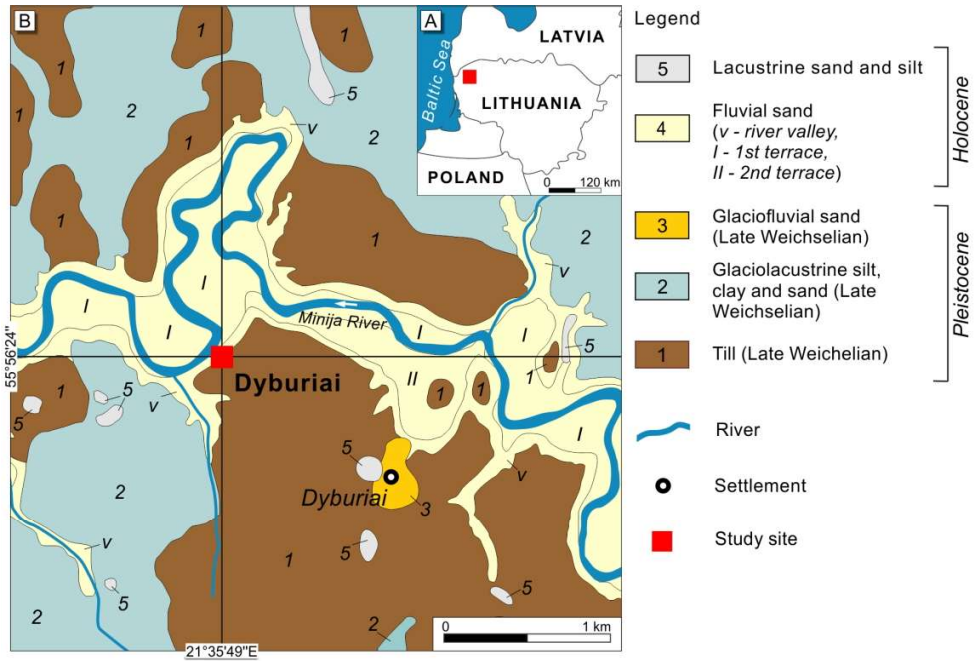 B
A
LATVIA
Baltic Sea
LITHUANIA
POLAND
0 120 km
1
1
1
5
2
v
2
1
1
1
2
1
I
v
I
I
Minija River
I
I
5
55°56'24"
II
1
1
1
Dyburiai
1
5
5
v
I
5
v
2
Dyburiai
3
1
5
v
5
5
2
2
0 1 km
21°35'49"E
Legend
5 Lacustrine sand and silt
4 Fluvial sand
(v - river valley,
I - 1st terrace,
II - 2nd terrace)
Holocene
3 Glaciofluvial sand
(Late Weichselian)
2 Glaciolacustrine silt,
clay and sand (Late
Weichselian)
1 Till (Late Weichelian)
Pleistocene
River
Settlement
Study site